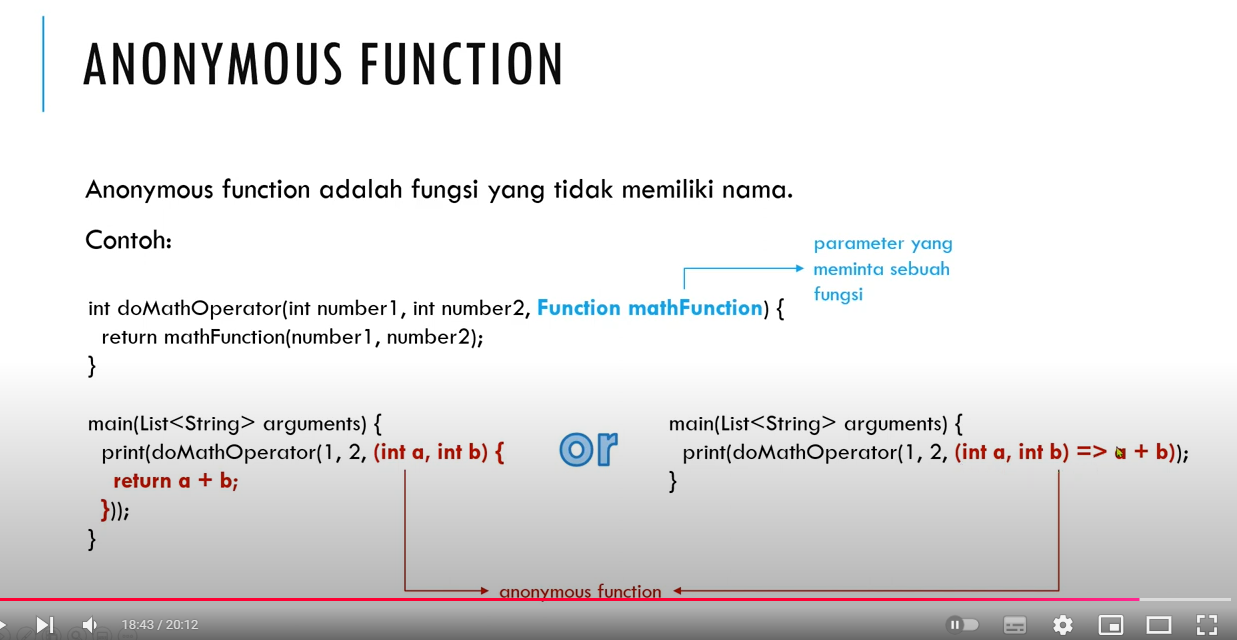 ANONYMOUS FUNCTION
Anonymous function adalah fungsi yang tidak memiliki nama.
Contoh:
parameter yang
meminta sebuah
fungsi
int doMathOperator(int number1, int number2, Function mathFunction) {
return mathFunction(number1, number2);
}
main(List<String> arguments) {
print(doMathOperator(1, 2, (int a, int b) {
return a + b;
}));
}
or
main(List<String> arguments) {
print(doMathOperator(1, 2, (int a, int b) => a + b));
}
anonymous function
18:43 / 20:12